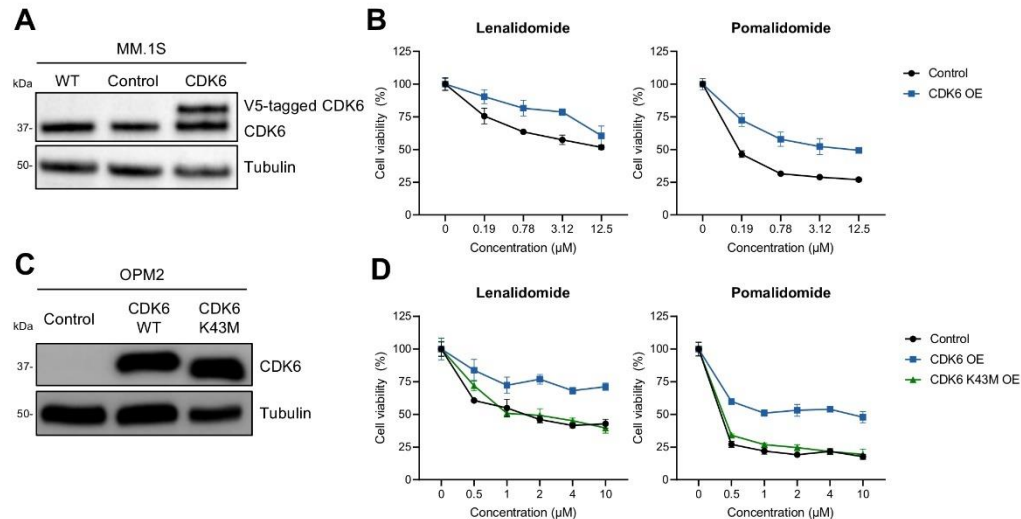 A
MM.1S
kDa
WT Control CDK6
V5-tagged CDK6
37-
CDK6
50-
Tubulin
B
Lenalidomide
Cell viability (%)
125
100
75
50
25
0
0 0.19 0.78 3.12 12.5
Concentration (µM)
Pomalidomide
Cell viability (%)
125
100
75
50
25
0
0 0.19 0.78 3.12 12.5
Concentration (µM)
Control
CDK6 OE
C
OPM2
kDa
Control CDK6 CDK6
WT K43M
37-
CDK6
50-
Tubulin
D
Lenalidomide
Cell viability (%)
125
100
75
50
25
0
0 0.5 1 2 4 10
Concentration (µM)
Pomalidomide
Cell viability (%)
125
100
75
50
25
0
0 0.5 1 2 4 10
Concentration (µM)
Control
CDK6 OE
CDK6 K43M OE